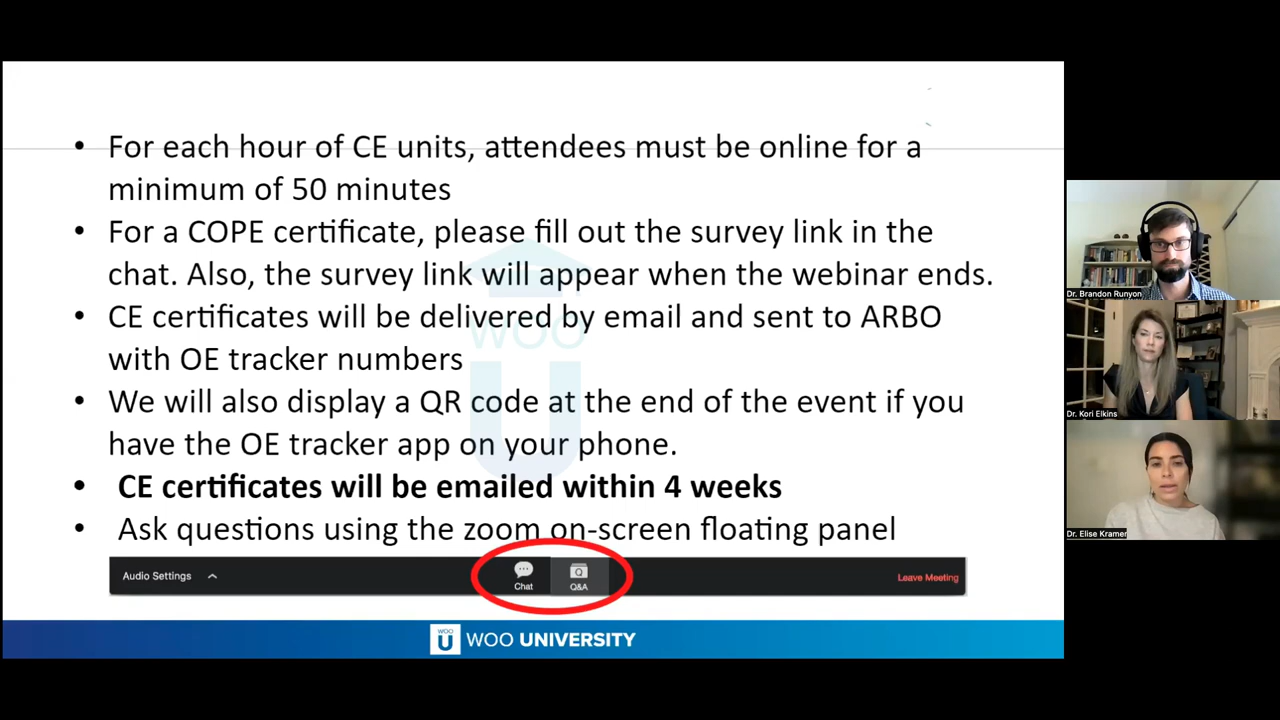 • For each hour of CE units, attendees must be online for a
minimum of 50 minutes
• For a COPE certificate, please fill out the survey link in the
chat. Also, the survey link will appear when the webinar ends.
• CE certificates will be delivered by email and sent to ARBO
with OE tracker numbers
• We will also display a QR code at the end of the event if you
have the OE tracker app on your phone.
• CE certificates will be emailed within 4 weeks
• Ask questions using the zoom on-screen floating panel
WOO
U
Audio Settings
Chat
Q
Q&A
Leave Meeting
WOO
U
WOO UNIVERSITY
Dr. Brandon Runyon
Dr. Kori Elkins
Dr. Elise Kramer